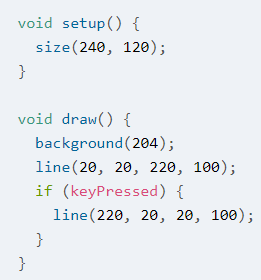 void setup() {
  size(240, 120);
}

void draw() {
  background(204);
  line(20, 20, 220, 100);
  if (keyPressed) {
    line(220, 20, 20, 100);
  }
}